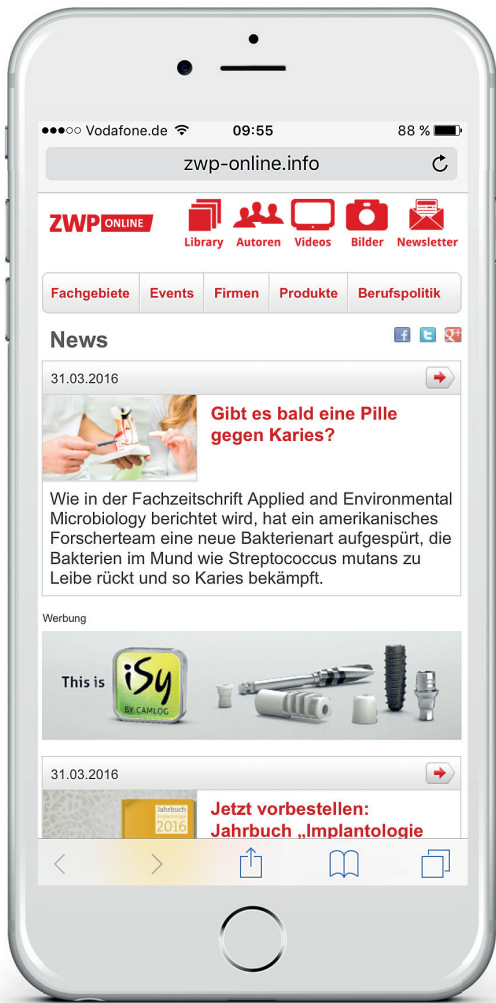 Vodafone.de 09:55 88 %
zwp-online.info
ZWP ONLINE
Library Autoren Videos Bilder Newsletter
Fachgebiete Events Firmen Produkte Berufspolitik
News
31.03.2016
Gibt es bald eine Pille
gegen Karies?
Wie in der Fachzeitschrift Applied and Environmental
Microbiology berichtet wird, hat ein amerikanisches
Forscherteam eine neue Bakterienart aufgespürt, die
Bakterien im Mund wie Streptococcus mutans zu
Leibe rückt und so Karies bekämpft.
Werbung
This is iSy
BY CAMLOG
31.03.2016
Jahrbuch
2016
Jetzt vorbestellen:
Jahrbuch „Implantologie